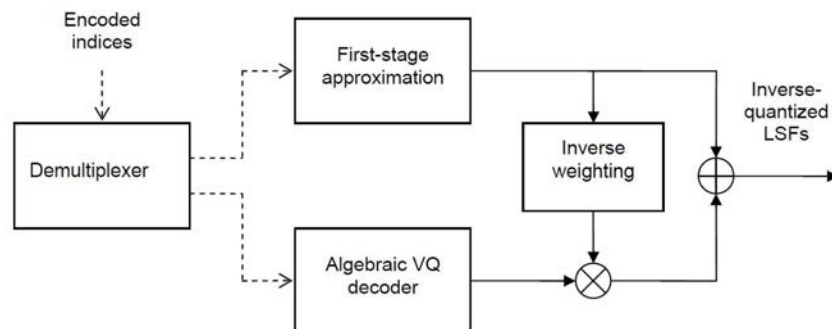 Encoded
indices
First-stage
approximation
Inverse-
quantized
LSFs
Demultiplexer
Inverse
weighting
Algebraic VQ
decoder